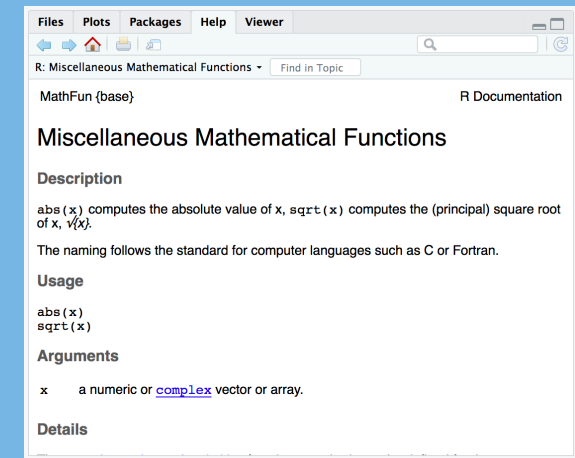 Files Plots Packages Help Viewer
R: Miscellaneous Mathematical Functions Find in Topic
MathFun {base} R Documentation
Miscellaneous Mathematical Functions
Description
abs(x) computes the absolute value of x, sqrt(x) computes the (principal) square root
of x, √{x}.
The naming follows the standard for computer languages such as C or Fortran.
Usage
abs(x)
sqrt(x)
Arguments
x a numeric or complex vector or array.
Details